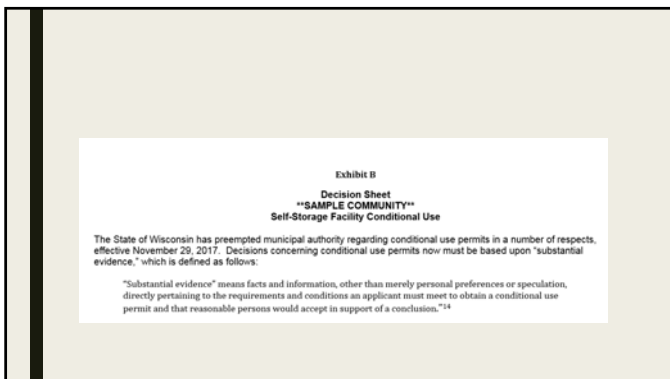 Exhibit B
Decision Sheet
**SAMPLE COMMUNITY**
Self-Storage Facility Conditional Use
The State of Wisconsin has preempted municipal authority regarding conditional use permits in a number of respects,
effective November 29, 2017.  Decisions concerning conditional use permits now must be based upon “substantial
evidence,” which is defined as follows:
“Substantial evidence” means facts and information, other than merely personal preferences or speculation,
directly pertaining to the requirements and conditions an applicant must meet to obtain a conditional use
permit and that reasonable persons would accept in support of a conclusion.”14